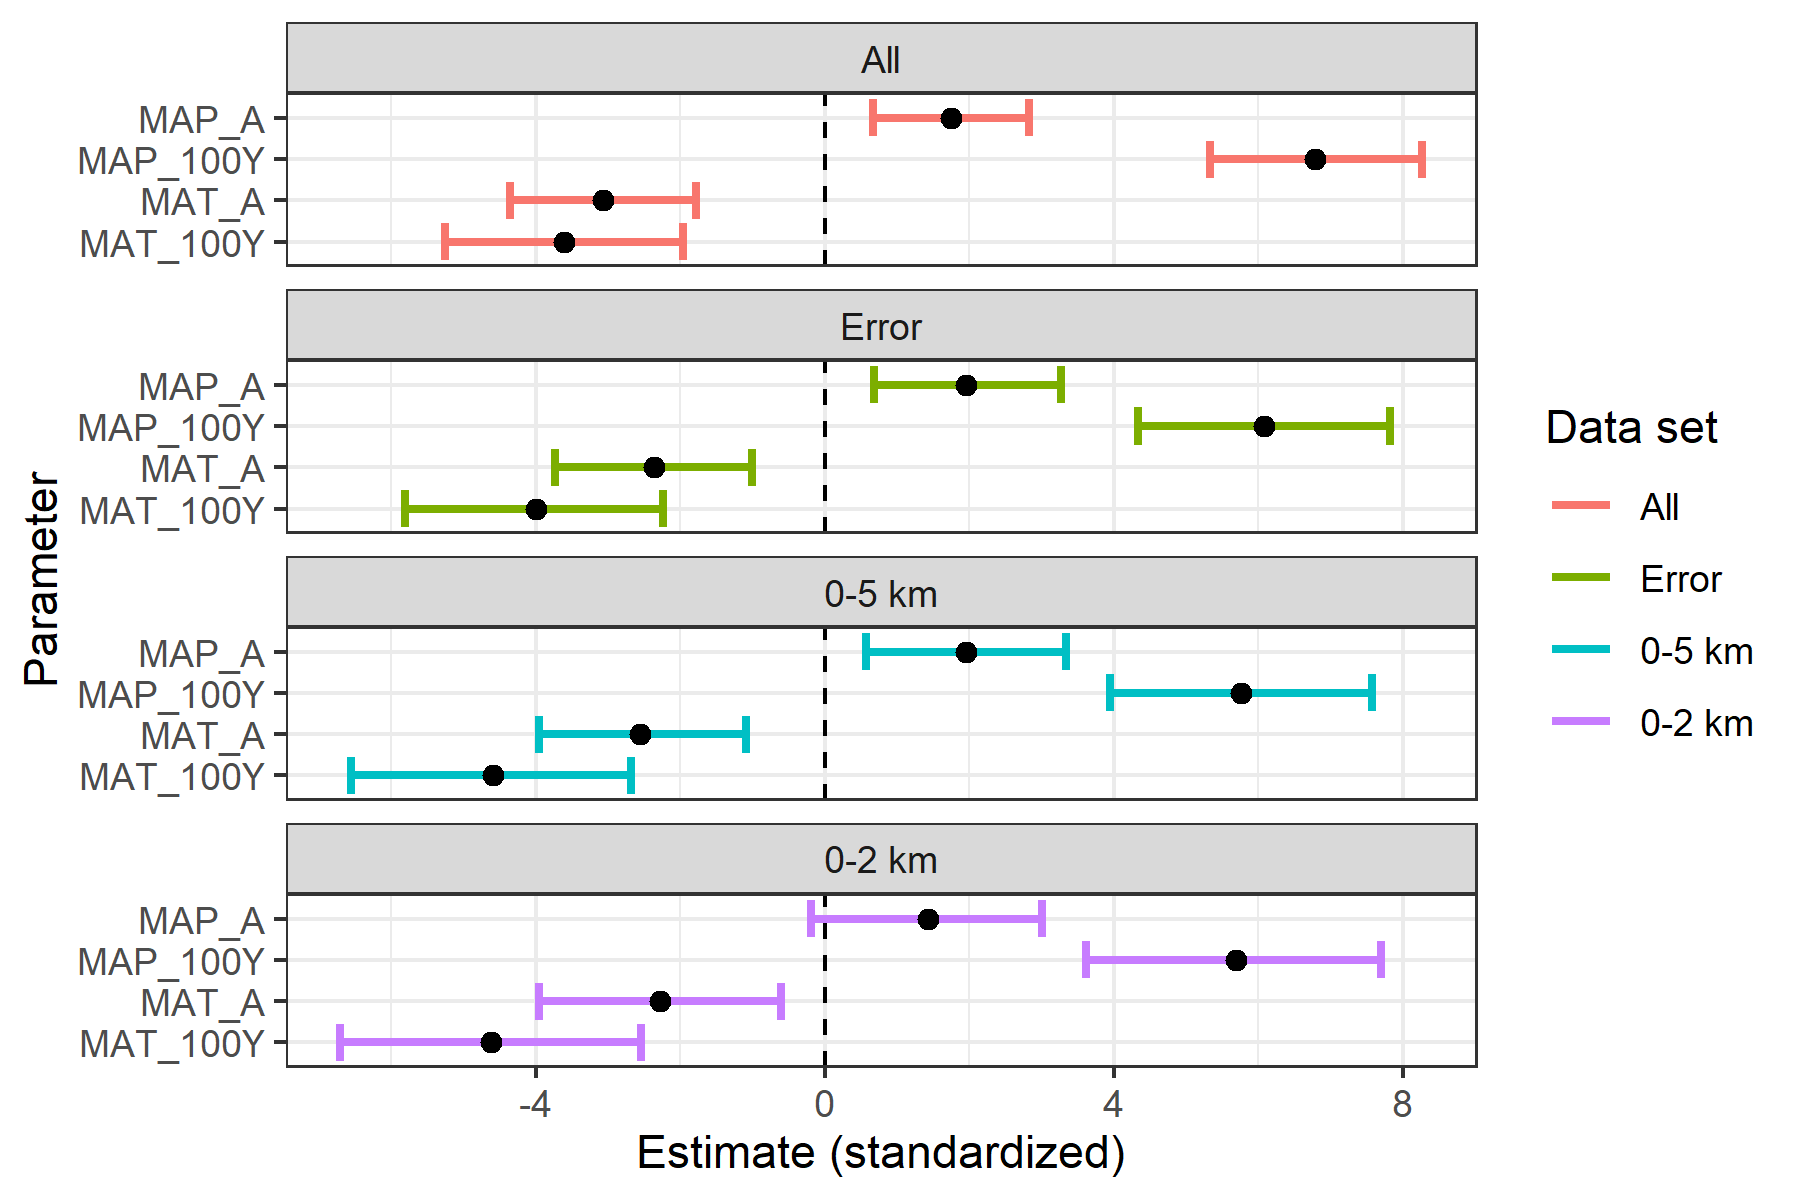 All
MAP_A
MAP_100Y
MAT_A
MAT_100Y
Error
MAP_A
MAP_100Y
MAT_A
MAT_100Y
0-5 km
MAP_A
MAP_100Y
MAT_A
MAT_100Y
0-2 km
MAP_A
MAP_100Y
MAT_A
MAT_100Y
-4 0 4 8
Estimate (standardized)
Parameter
Data set
All
Error
0-5 km
0-2 km